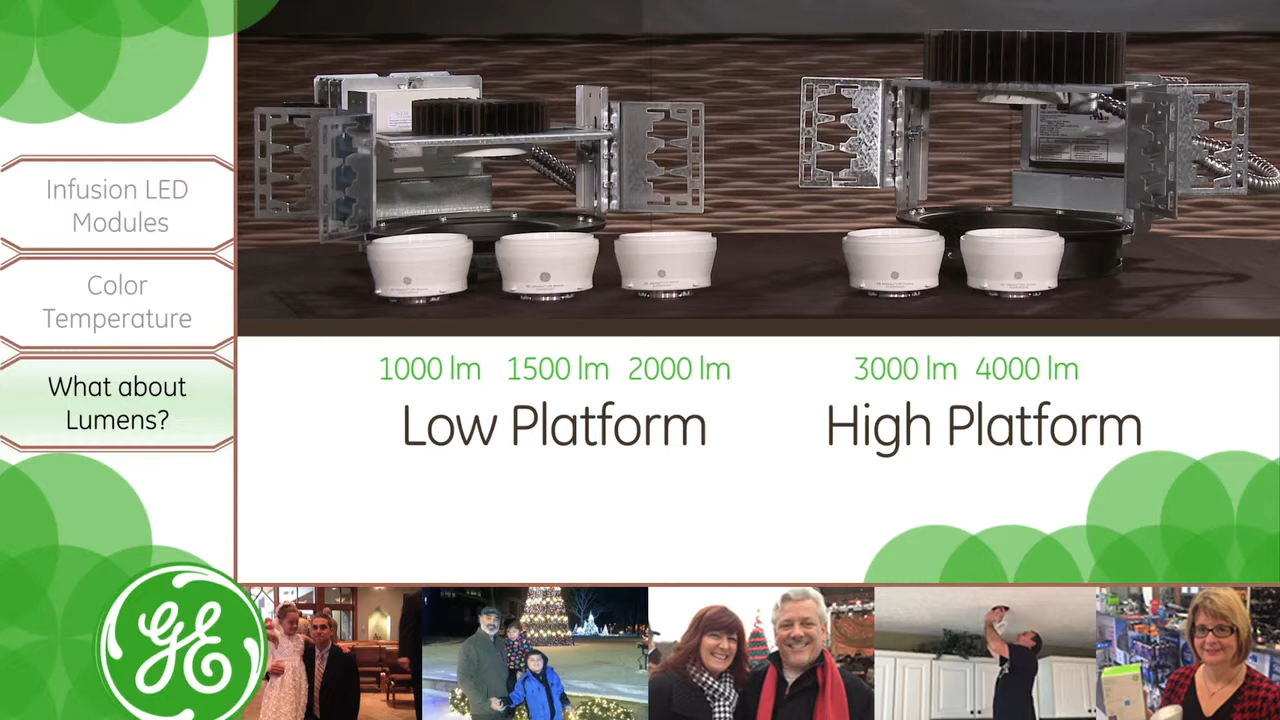 Infusion LED
Modules
Color
Temperature
What about
Lumens?
1000 lm 1500 lm 2000 lm
3000 lm 4000 lm
Low Platform
High Platform
GE